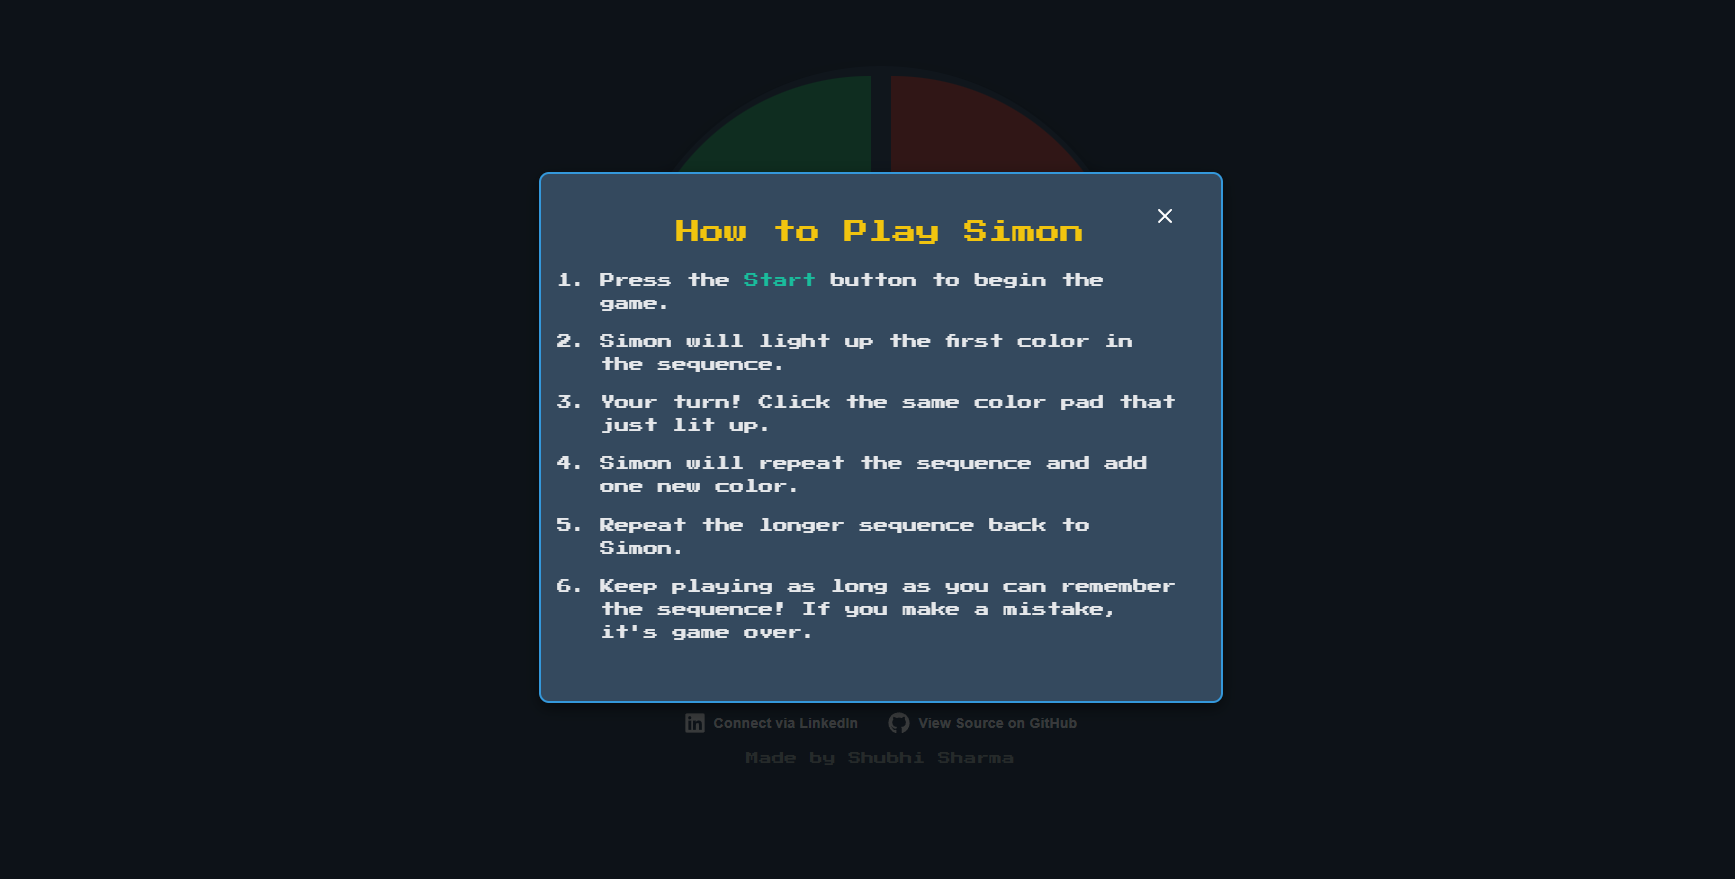 How to Play Simon
1. Press the Start button to begin the
game.
2. Simon will light up the first color in
the sequence.
3. Your turn! Click the same color pad that
just lit up.
4. Simon will repeat the sequence and add
one new color.
5. Repeat the longer sequence back to
Simon.
6. Keep playing as long as you can remember
the sequence! If you make a mistake,
it's game over.
Connect via LinkedIn View Source on GitHub
Made by Shubhi Sharma